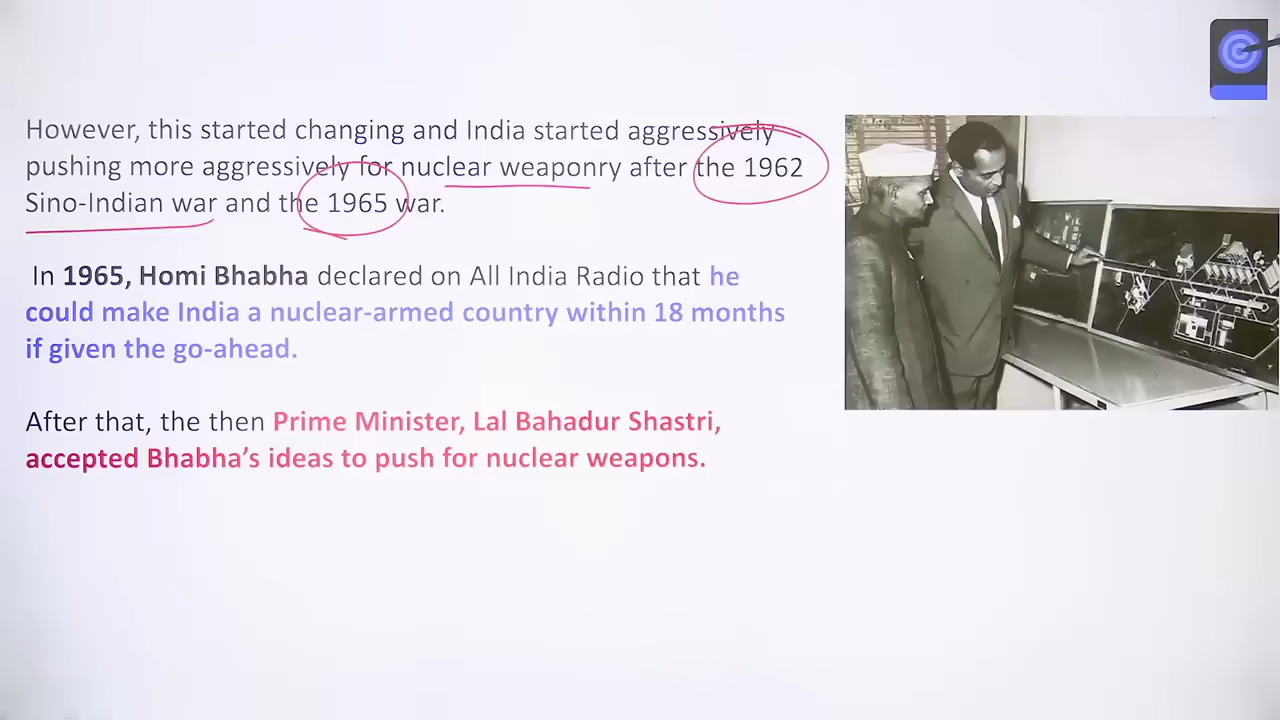 However, this started changing and India started aggressively
pushing more aggressively for nuclear weaponry after the 1962
Sino-Indian war and the 1965 war.
In 1965, Homi Bhabha declared on All India Radio that he
could make India a nuclear-armed country within 18 months
if given the go-ahead.
After that, the then Prime Minister, Lal Bahadur Shastri,
accepted Bhabha’s ideas to push for nuclear weapons.